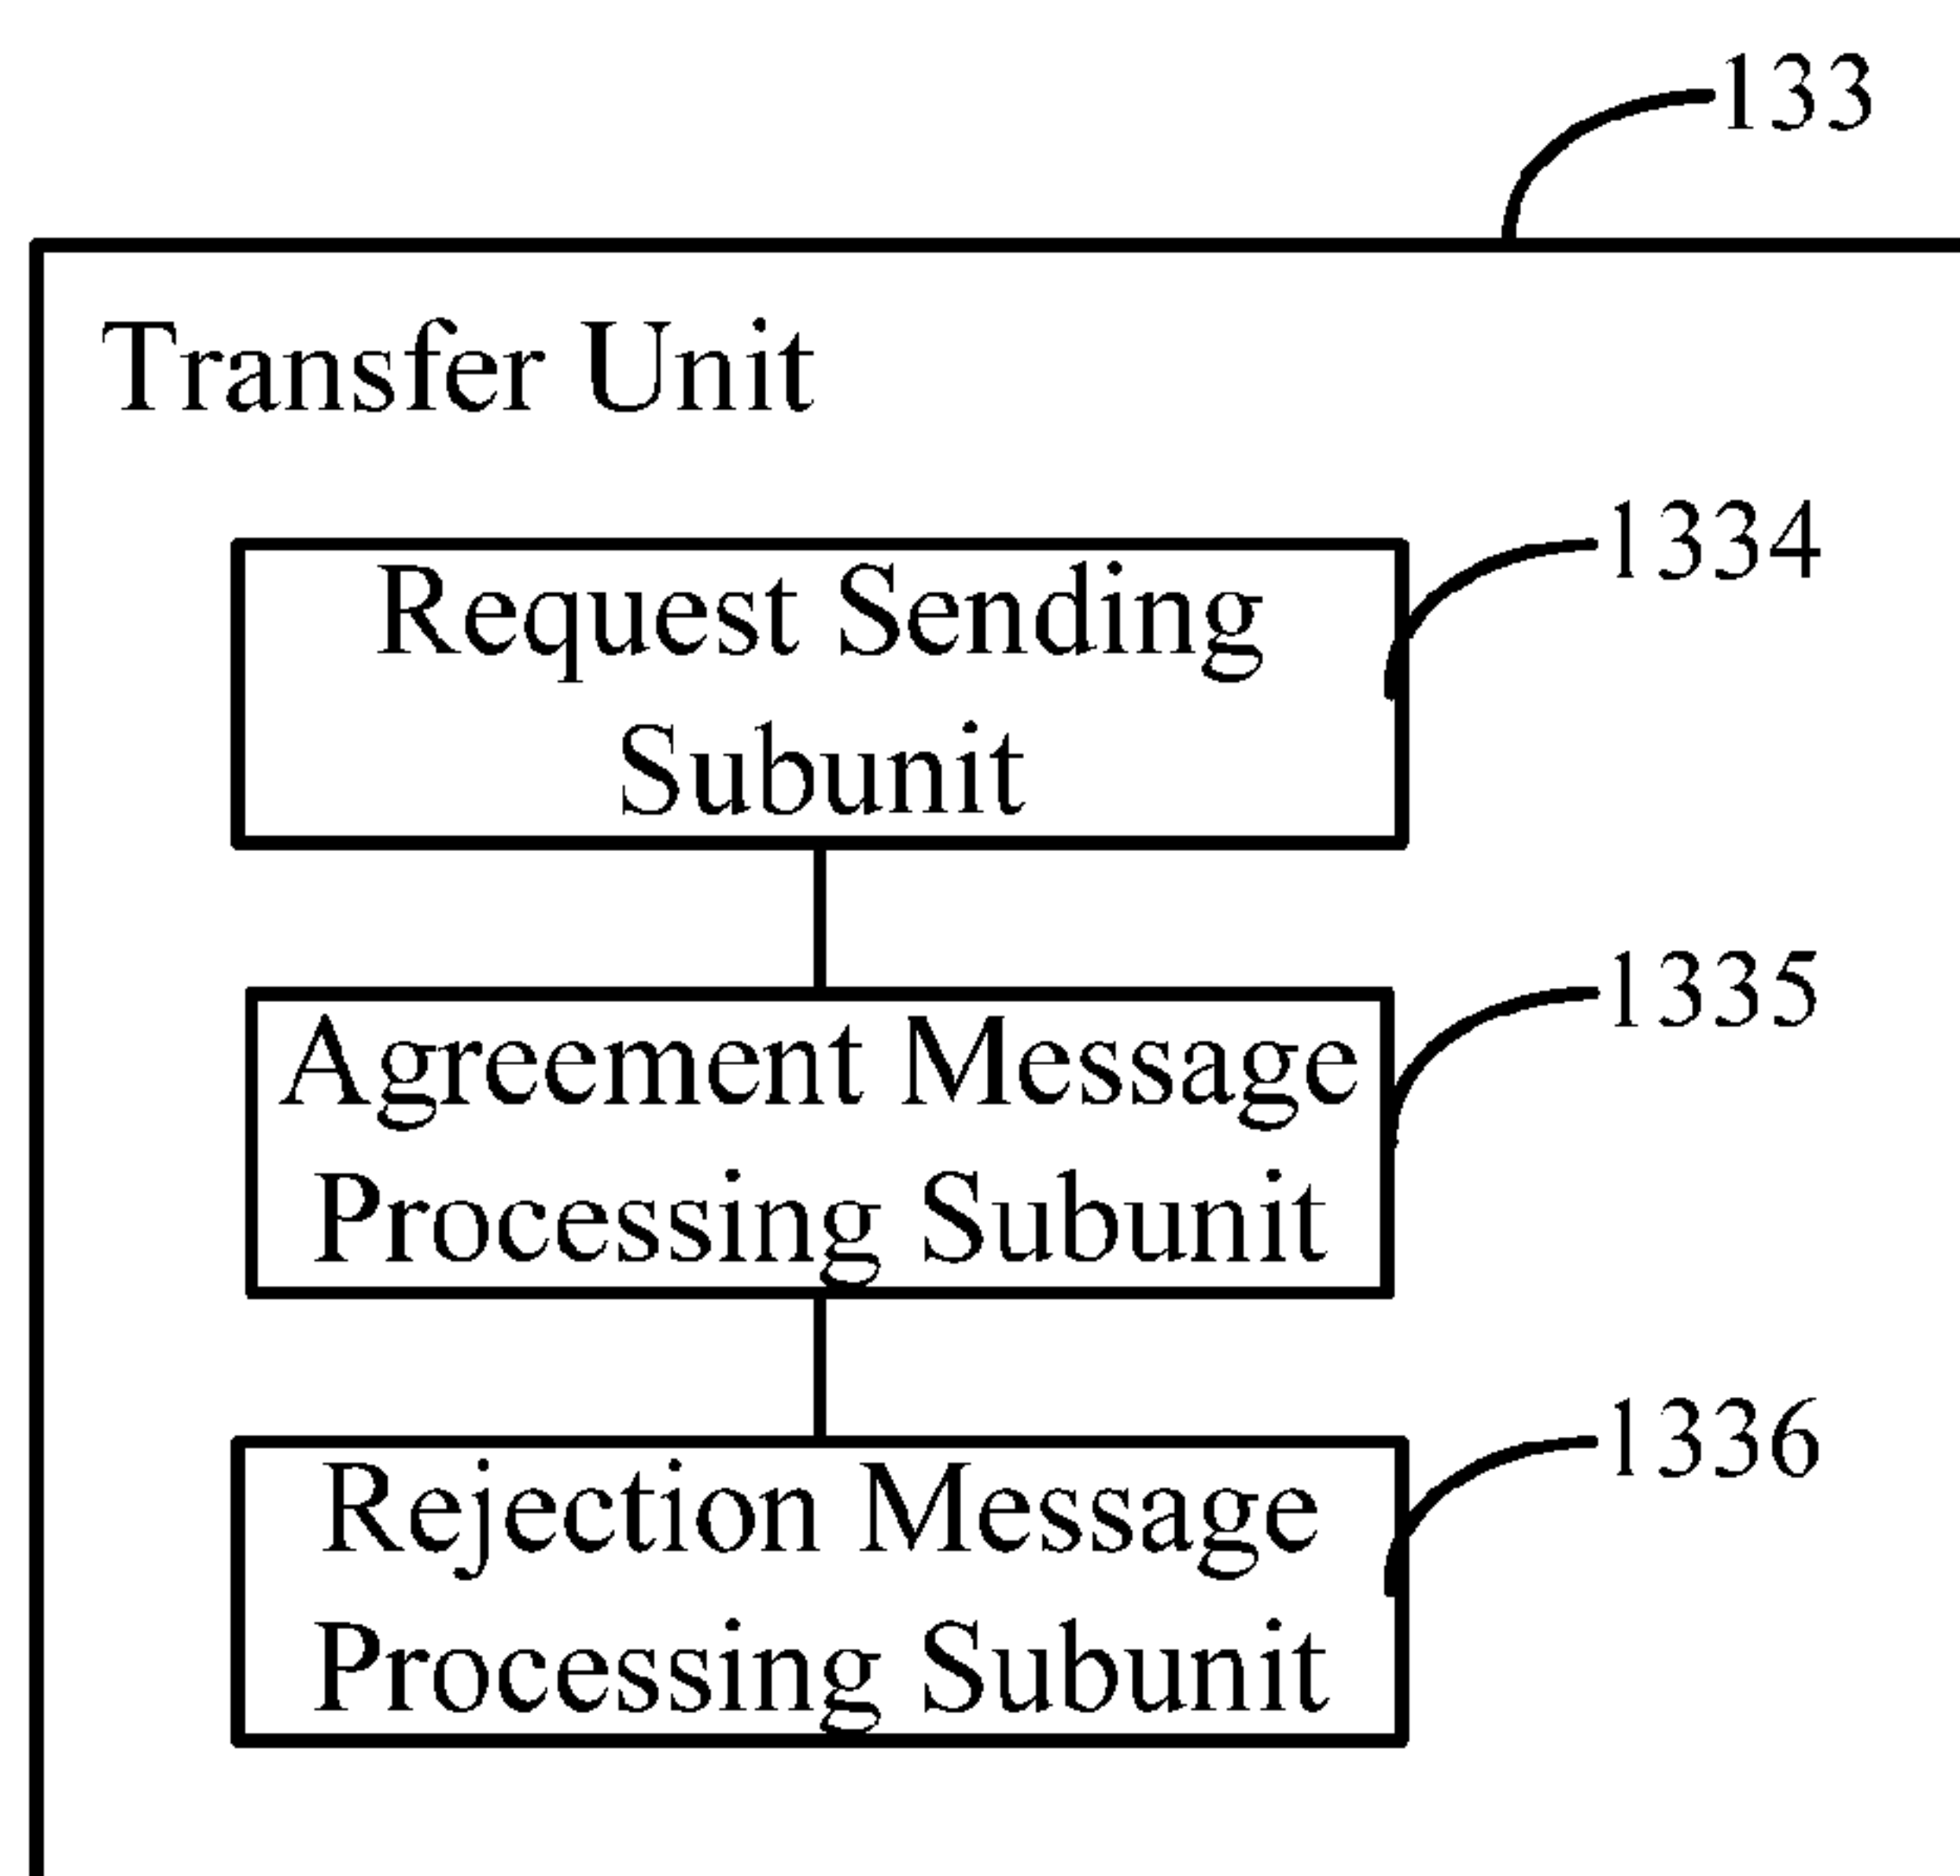 133
Transfer Unit
1334
Request Sending
Subunit
1335
Agreement Message
Processing Subunit
1336
Rejection Message
Processing Subunit